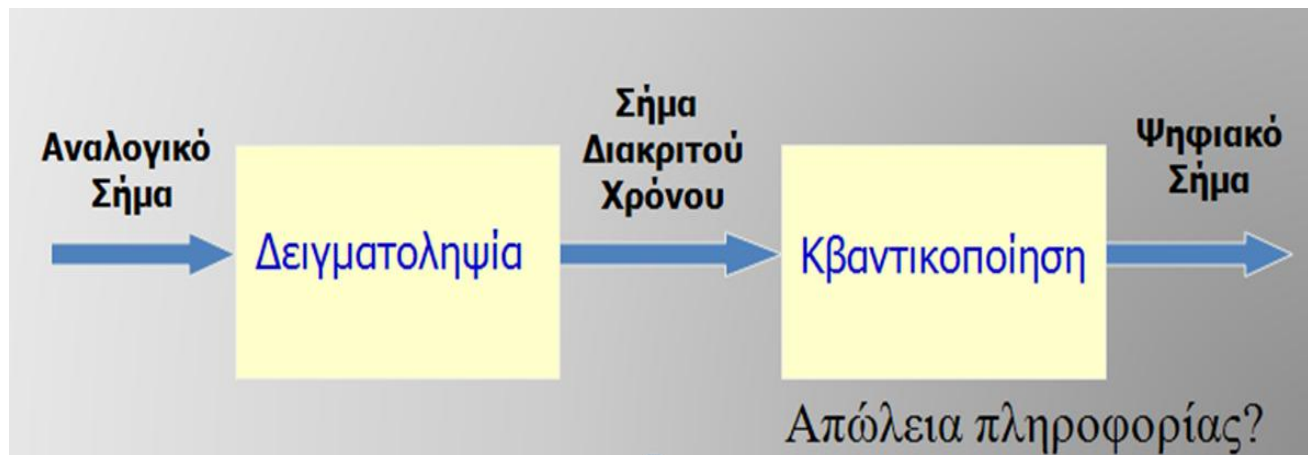 Αναλογικό
Σήμα
Δειγματοληψία
Σήμα
Διακριτού
Χρόνου
Κβαντικοποίηση
Ψηφιακό
Σήμα
Απώλεια πληροφορίας?